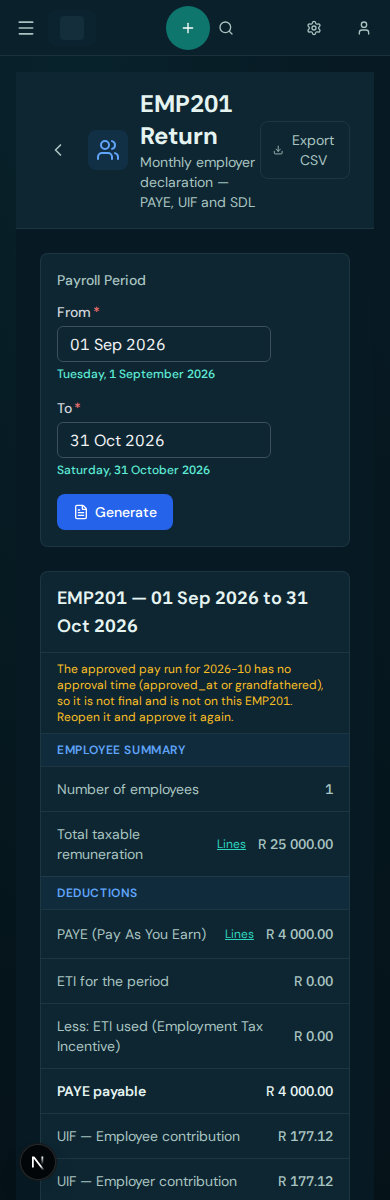 EMP201
Return
Monthly employer
declaration —
PAYE, UIF and SDL
Export
CSV
Payroll Period
From *
01 Sep 2026
Tuesday, 1 September 2026
To *
31 Oct 2026
Saturday, 31 October 2026
Generate
EMP201 — 01 Sep 2026 to 31
Oct 2026
The approved pay run for 2026-10 has no
approval time (approved_at or grandfathered),
so it is not final and is not on this EMP201.
Reopen it and approve it again.
EMPLOYEE SUMMARY
Number of employees 1
Total taxable
remuneration Lines R 25 000.00
DEDUCTIONS
PAYE (Pay As You Earn) Lines R 4 000.00
ETI for the period R 0.00
Less: ETI used (Employment Tax
Incentive) R 0.00
PAYE payable R 4 000.00
UIF — Employee contribution R 177.12
N
UIF — Employer contribution R 177.12